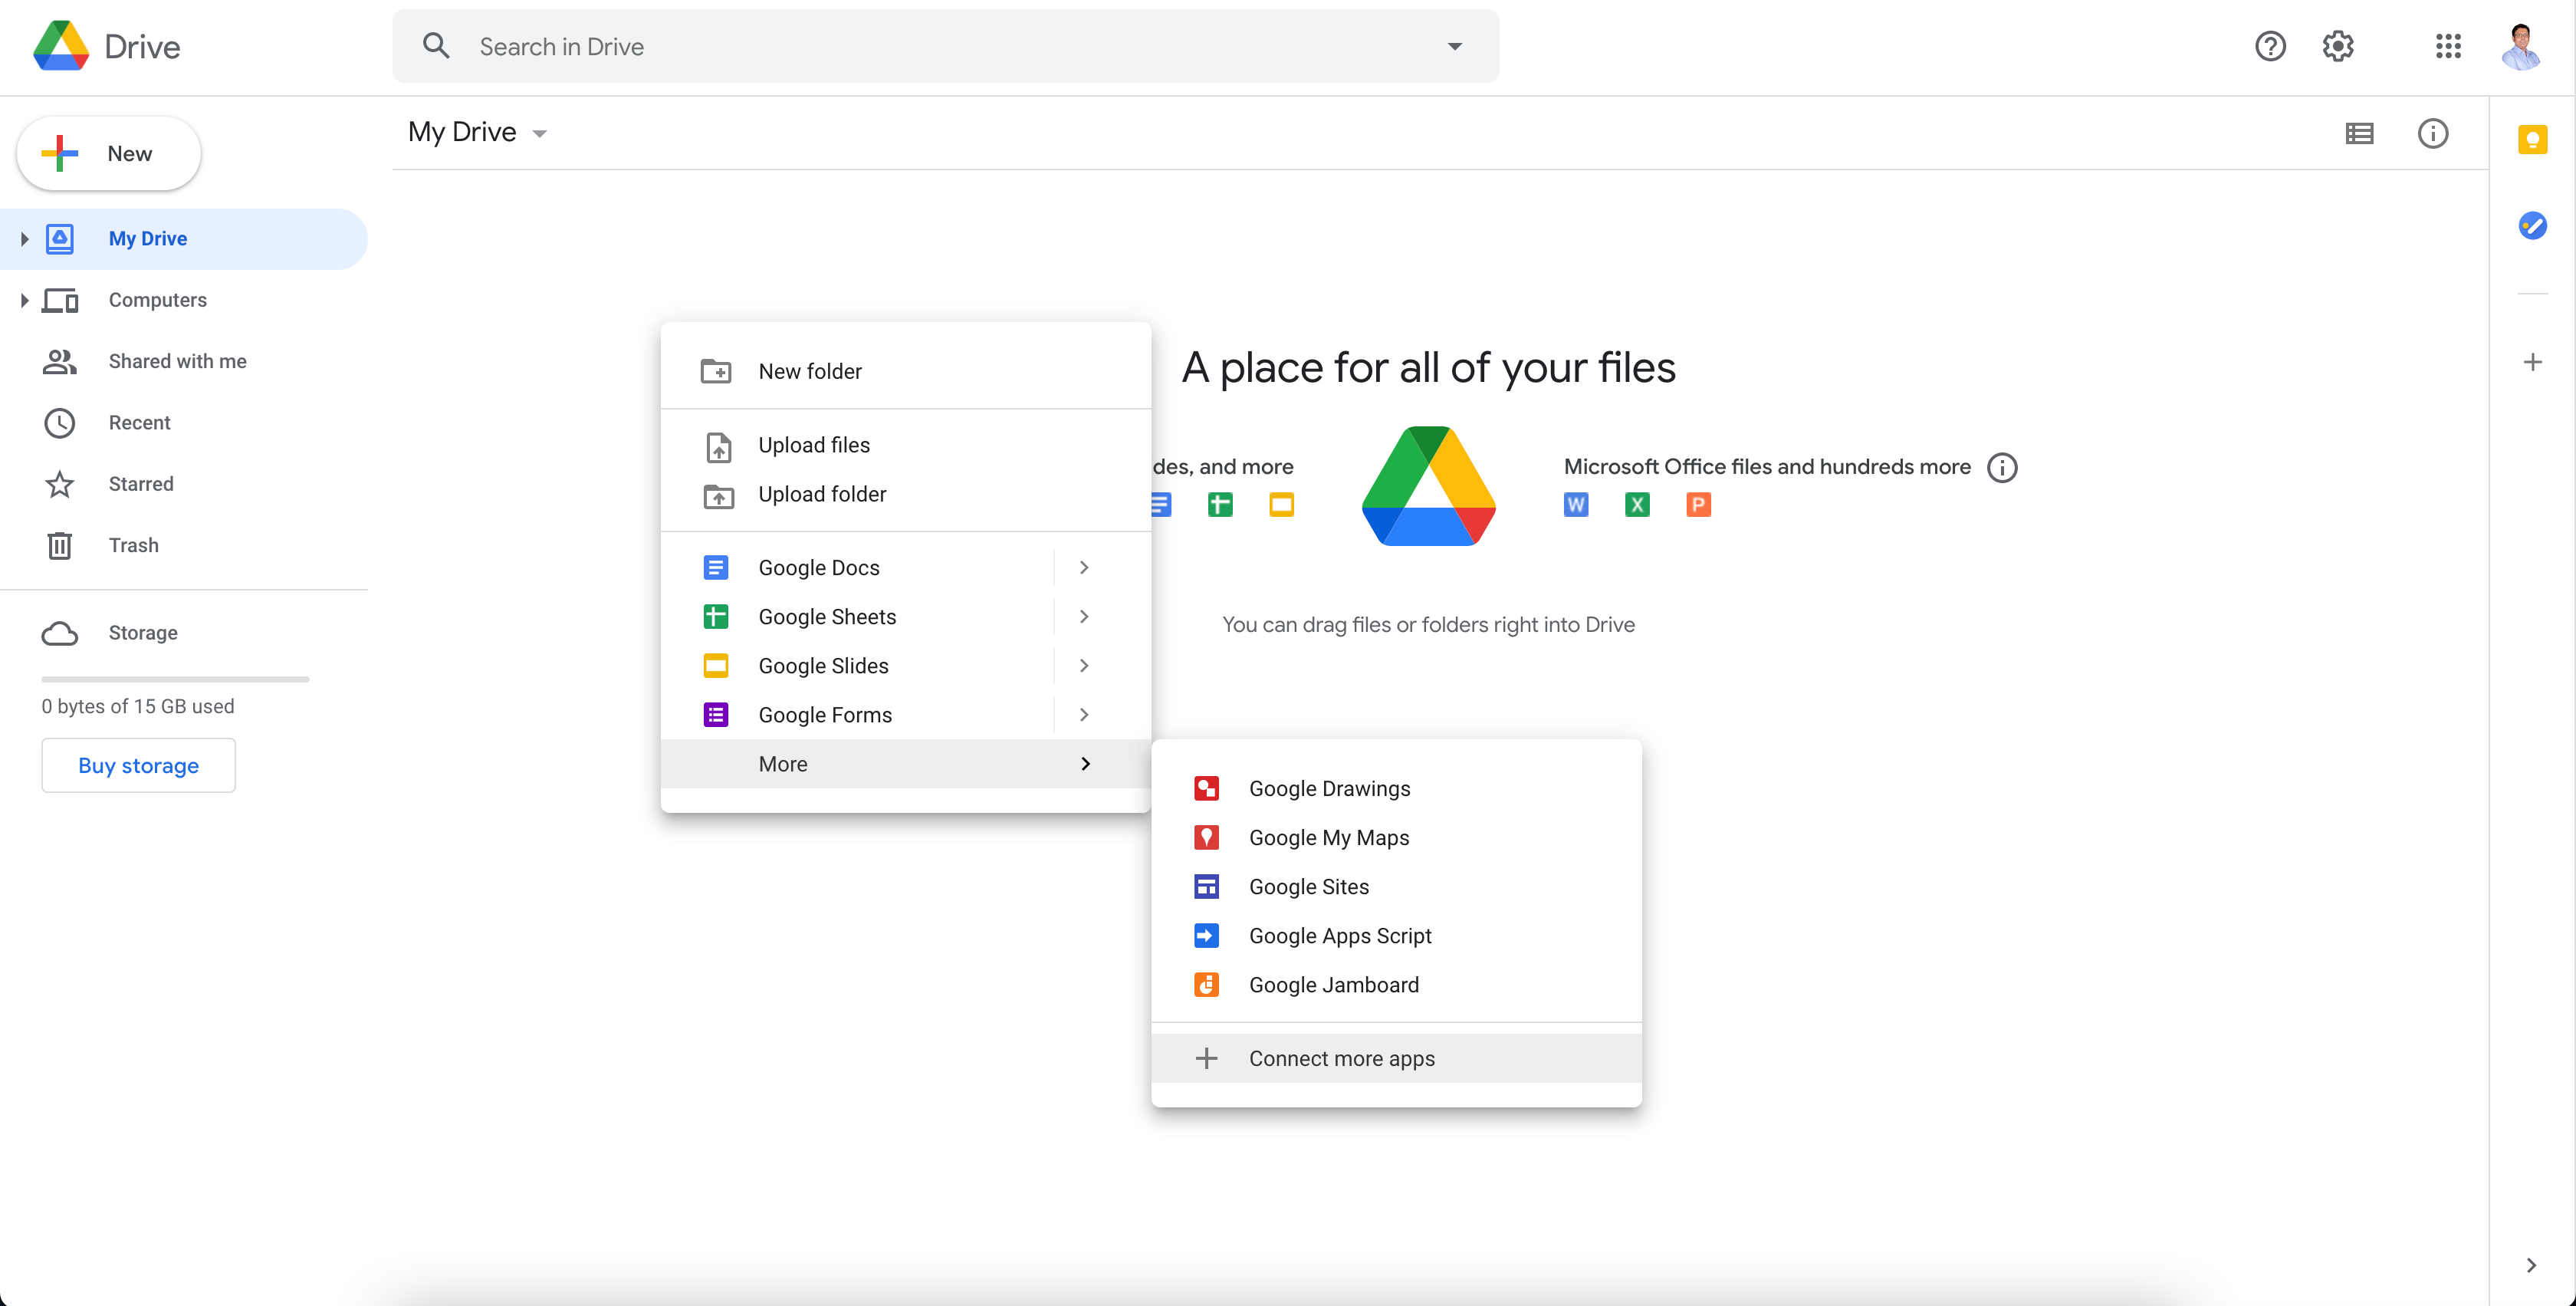 Drive
Search in Drive
New
My Drive
My Drive
Computers
Shared with me
Recent
Starred
Trash
Storage
0 bytes of 15 GB used
Buy storage
New folder
Upload files
Upload folder
Google Docs
Google Sheets
Google Slides
Google Forms
More
A place for all of your files
des, and more
Microsoft Office files and hundreds more
W X P
You can drag files or folders right into Drive
Google Drawings
Google My Maps
Google Sites
Google Apps Script
Google Jamboard
Connect more apps